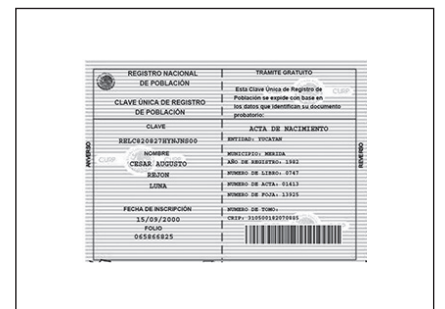 REGISTRO NACIONAL
DE POBLACIÓN
CLAVE ÚNICA DE REGISTRO
DE POBLACIÓN
CLAVE
RELC820827HYNJNS00
NOMBRE
CESAR AUGUSTO
REJON
LUNA
FECHA DE INSCRIPCIÓN
15/09/2000
FOLIO
065866825
ANVERSO
TRÁMITE GRATUITO
Esta Clave Única de Registro de
Población se expide con base en
los datos que identifican su documento
probatorio:
ACTA DE NACIMIENTO
ENTIDAD: YUCATAN
MUNICIPIO: MERIDA
AÑO DE REGISTRO: 1982
NUMERO DE LIBRO: 0767
NUMERO DE ACTA: 01613
NUMERO DE FOJA: 13025
NUMERO DE TOMO:
CRIP:
REVERSO
CURP
CURP